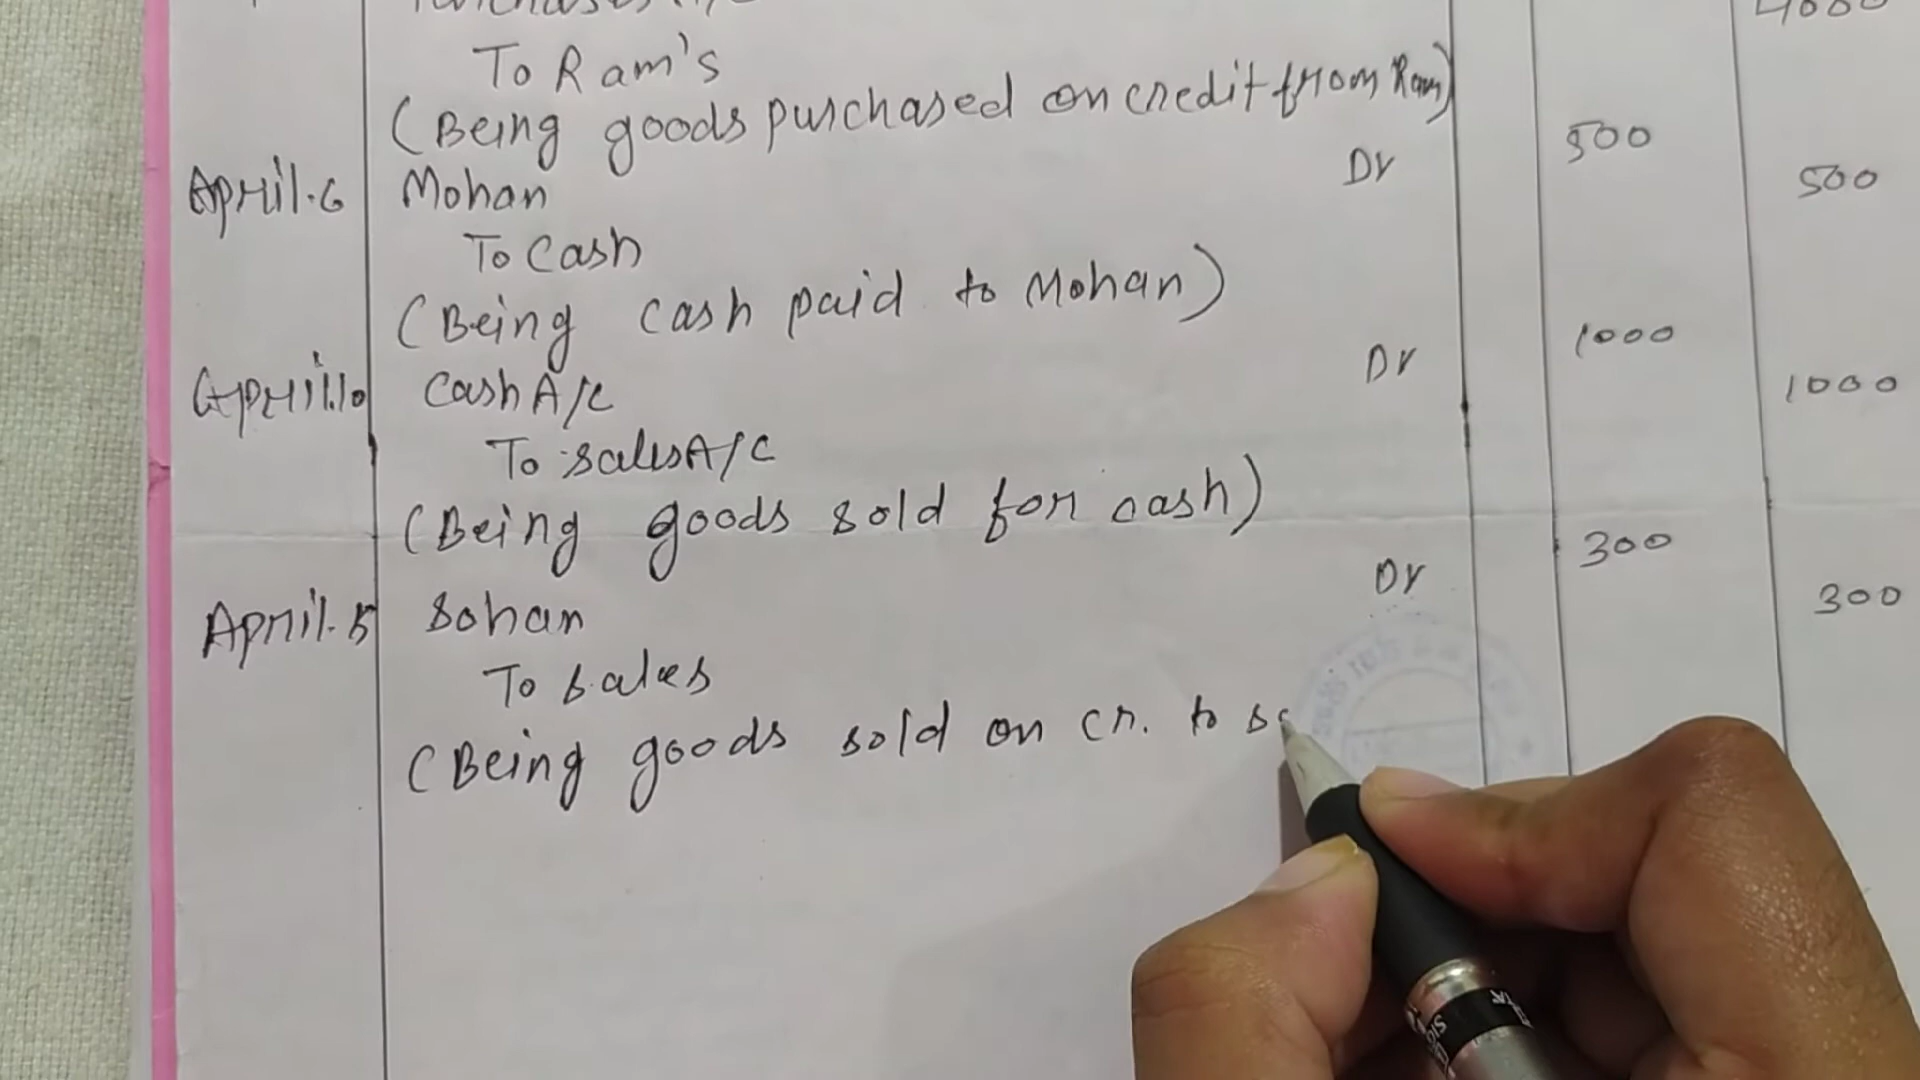 4000
To Ram's
(Being goods purchased on credit from Ram)
April.6 Mohan Dr 500
To Cash 500
(Being cash paid to Mohan)
April.10 Cash A/c Dr 1000
To Sales A/C 1000
(Being goods sold for cash)
April.5 Sohan Dr 300
To Sales 300
(Being goods sold on cr. to so